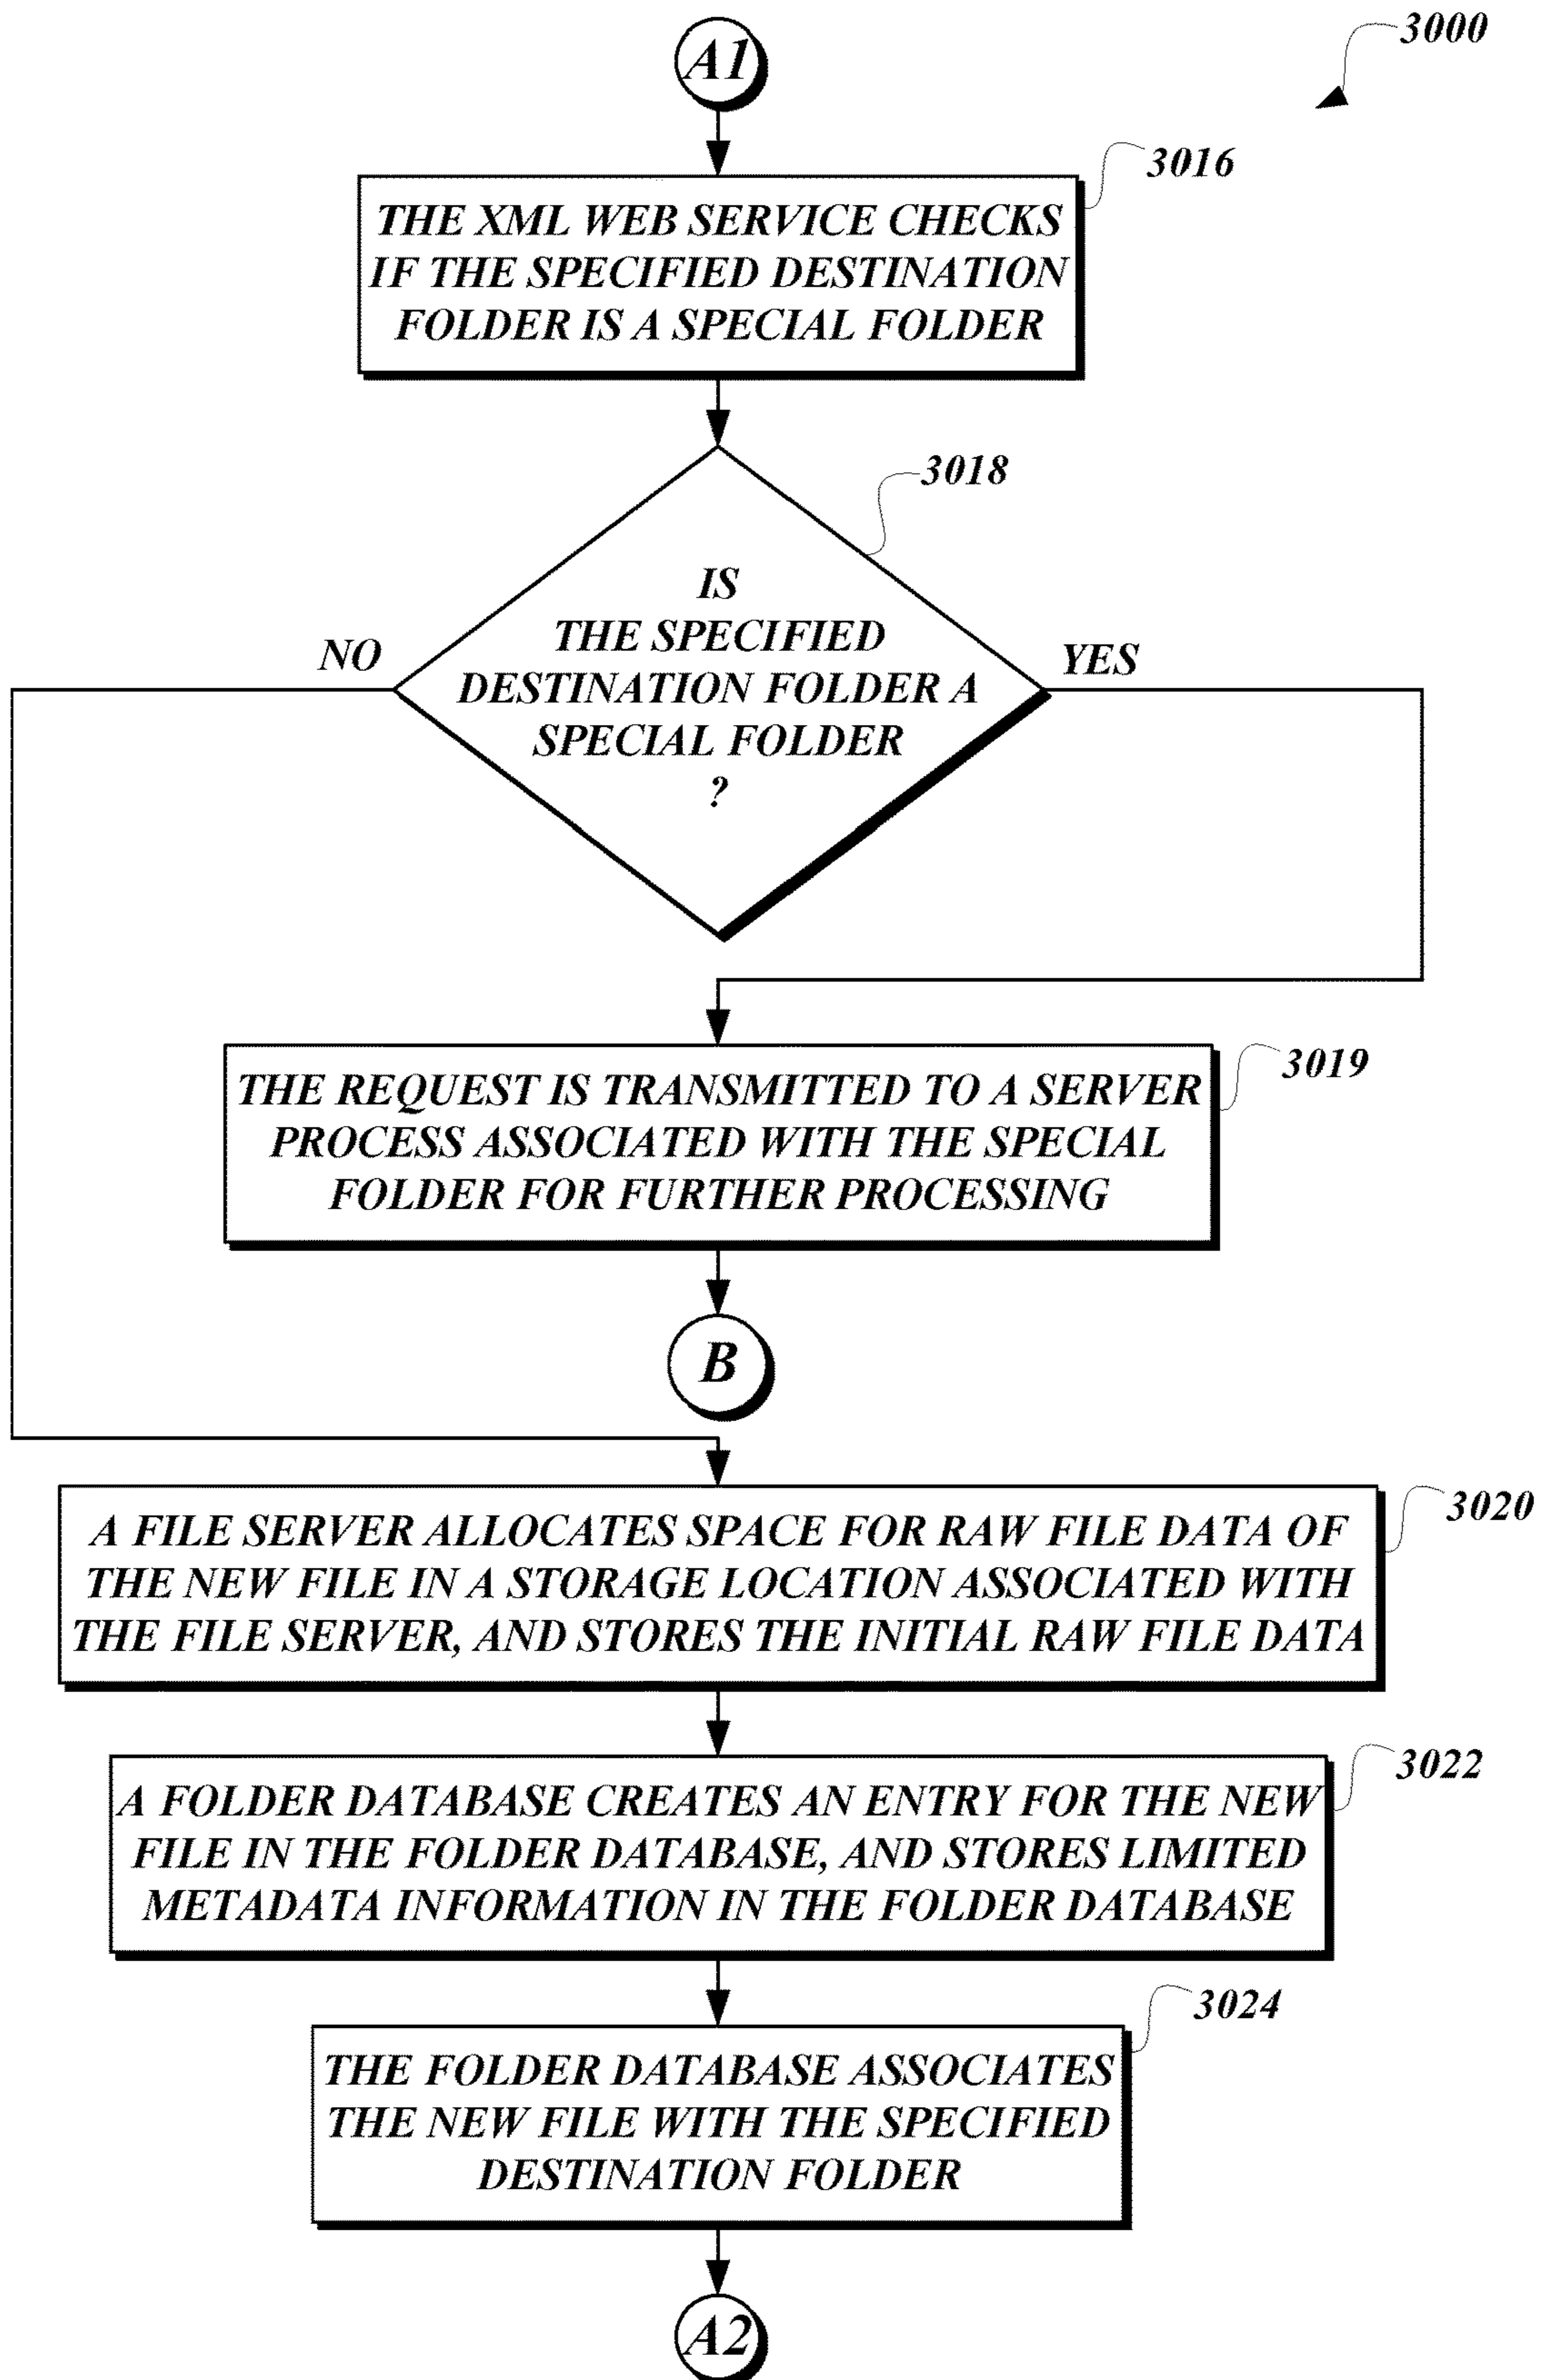 A1
3000
3016
THE XML WEB SERVICE CHECKS
IF THE SPECIFIED DESTINATION
FOLDER IS A SPECIAL FOLDER
3018
IS
THE SPECIFIED
DESTINATION FOLDER A
SPECIAL FOLDER
?
NO
YES
3019
THE REQUEST IS TRANSMITTED TO A SERVER
PROCESS ASSOCIATED WITH THE SPECIAL
FOLDER FOR FURTHER PROCESSING
B
3020
A FILE SERVER ALLOCATES SPACE FOR RAW FILE DATA OF
THE NEW FILE IN A STORAGE LOCATION ASSOCIATED WITH
THE FILE SERVER, AND STORES THE INITIAL RAW FILE DATA
3022
A FOLDER DATABASE CREATES AN ENTRY FOR THE NEW
FILE IN THE FOLDER DATABASE, AND STORES LIMITED
METADATA INFORMATION IN THE FOLDER DATABASE
3024
THE FOLDER DATABASE ASSOCIATES
THE NEW FILE WITH THE SPECIFIED
DESTINATION FOLDER
A2